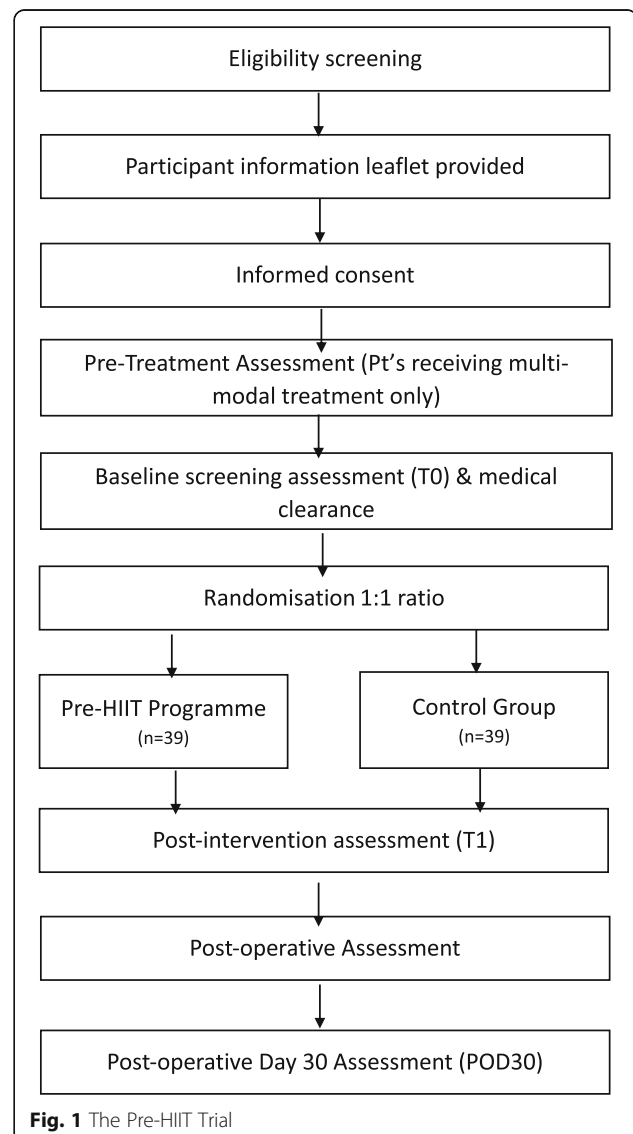 Eligibility screening
Participant information leaflet provided
Informed consent
Pre-Treatment Assessment (Pt's receiving multi-
modal treatment only)
Baseline screening assessment (T0) & medical
clearance
Randomisation 1:1 ratio
Pre-HIIT Programme
(n=39)
Control Group
(n=39)
Post-intervention assessment (T1)
Post-operative Assessment
Post-operative Day 30 Assessment (POD30)
Fig. 1 The Pre-HIIT Trial